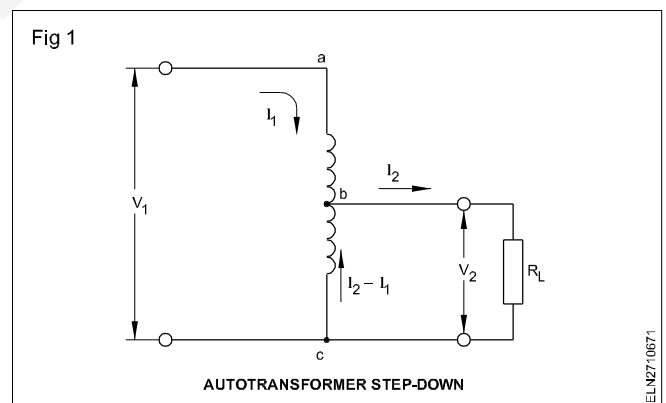 Fig 1
a
I1
I2
b
V1
V2
RL
I2 – I1
c
AUTOTRANSFORMER STEP-DOWN
ELN2710671